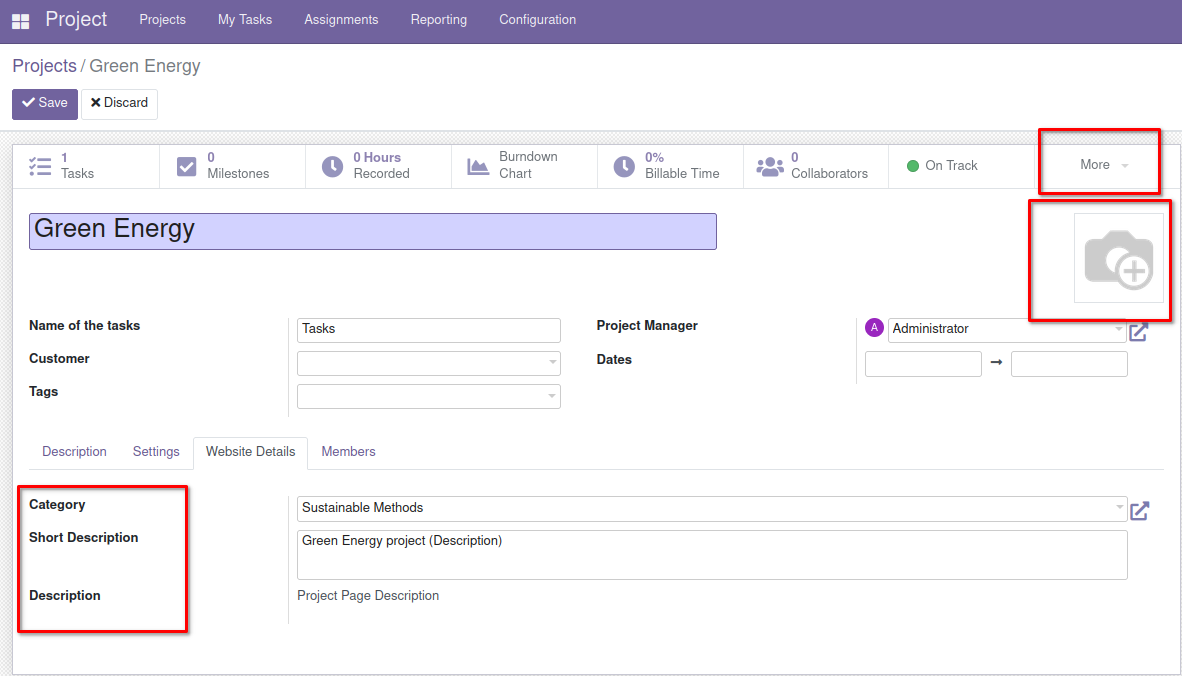 Project Projects My Tasks Assignments Reporting Configuration
Projects / Green Energy
Save Discard
1 Tasks
0 Milestones
0 Hours Recorded
Burndown Chart
0% Billable Time
0 Collaborators
On Track
More
Green Energy
Name of the tasks Tasks
Customer
Tags
Project Manager A Administrator
Dates →
Description Settings Website Details Members
Category Sustainable Methods
Short Description Green Energy project (Description)
Description Project Page Description